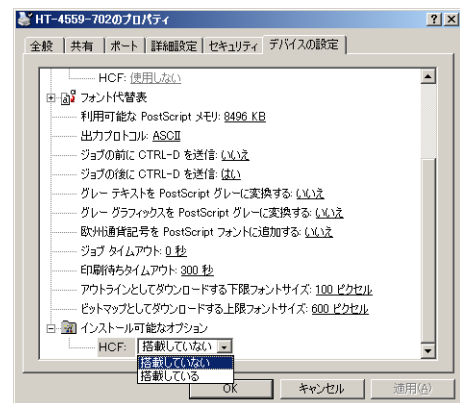 HT-4559-702のプロパティ
全般 共有 ポート 詳細設定 セキュリティ デバイスの設定
HCF: 使用しない
フォント代替表
利用可能な PostScript メモリ: 8496 KB
出力プロトコル: ASCII
ジョブの前に CTRL-D を送信: いいえ
ジョブの後に CTRL-D を送信: はい
グレー テキストを PostScript グレーに変換する: いいえ
グレー グラフィックスを PostScript グレーに変換する: いいえ
欧州通貨記号を PostScript フォントに追加する: いいえ
ジョブ タイムアウト: 0 秒
印刷待ちタイムアウト: 300 秒
アウトラインとしてダウンロードする下限フォントサイズ: 100 ピクセル
ビットマップとしてダウンロードする上限フォントサイズ: 600 ピクセル
インストール可能なオプション
HCF: 搭載していない
搭載していない
搭載している
OK キャンセル 適用(A)